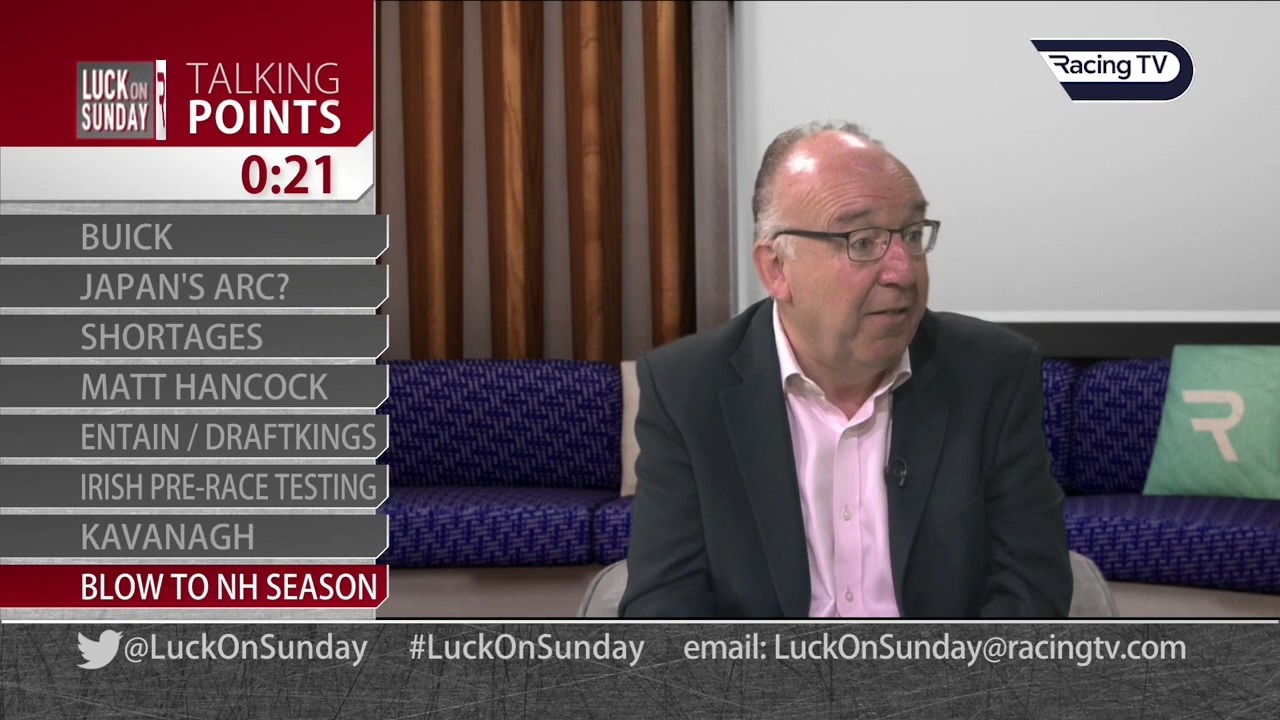 LUCK ON
SUNDAY
TALKING
POINTS
0:21
BUICK
JAPAN'S ARC?
SHORTAGES
MATT HANCOCK
ENTAIN / DRAFTKINGS
IRISH PRE-RACE TESTING
KAVANAGH
BLOW TO NH SEASON
Racing TV
R
@LuckOnSunday #LuckOnSunday email: LuckOnSunday@racingtv.com